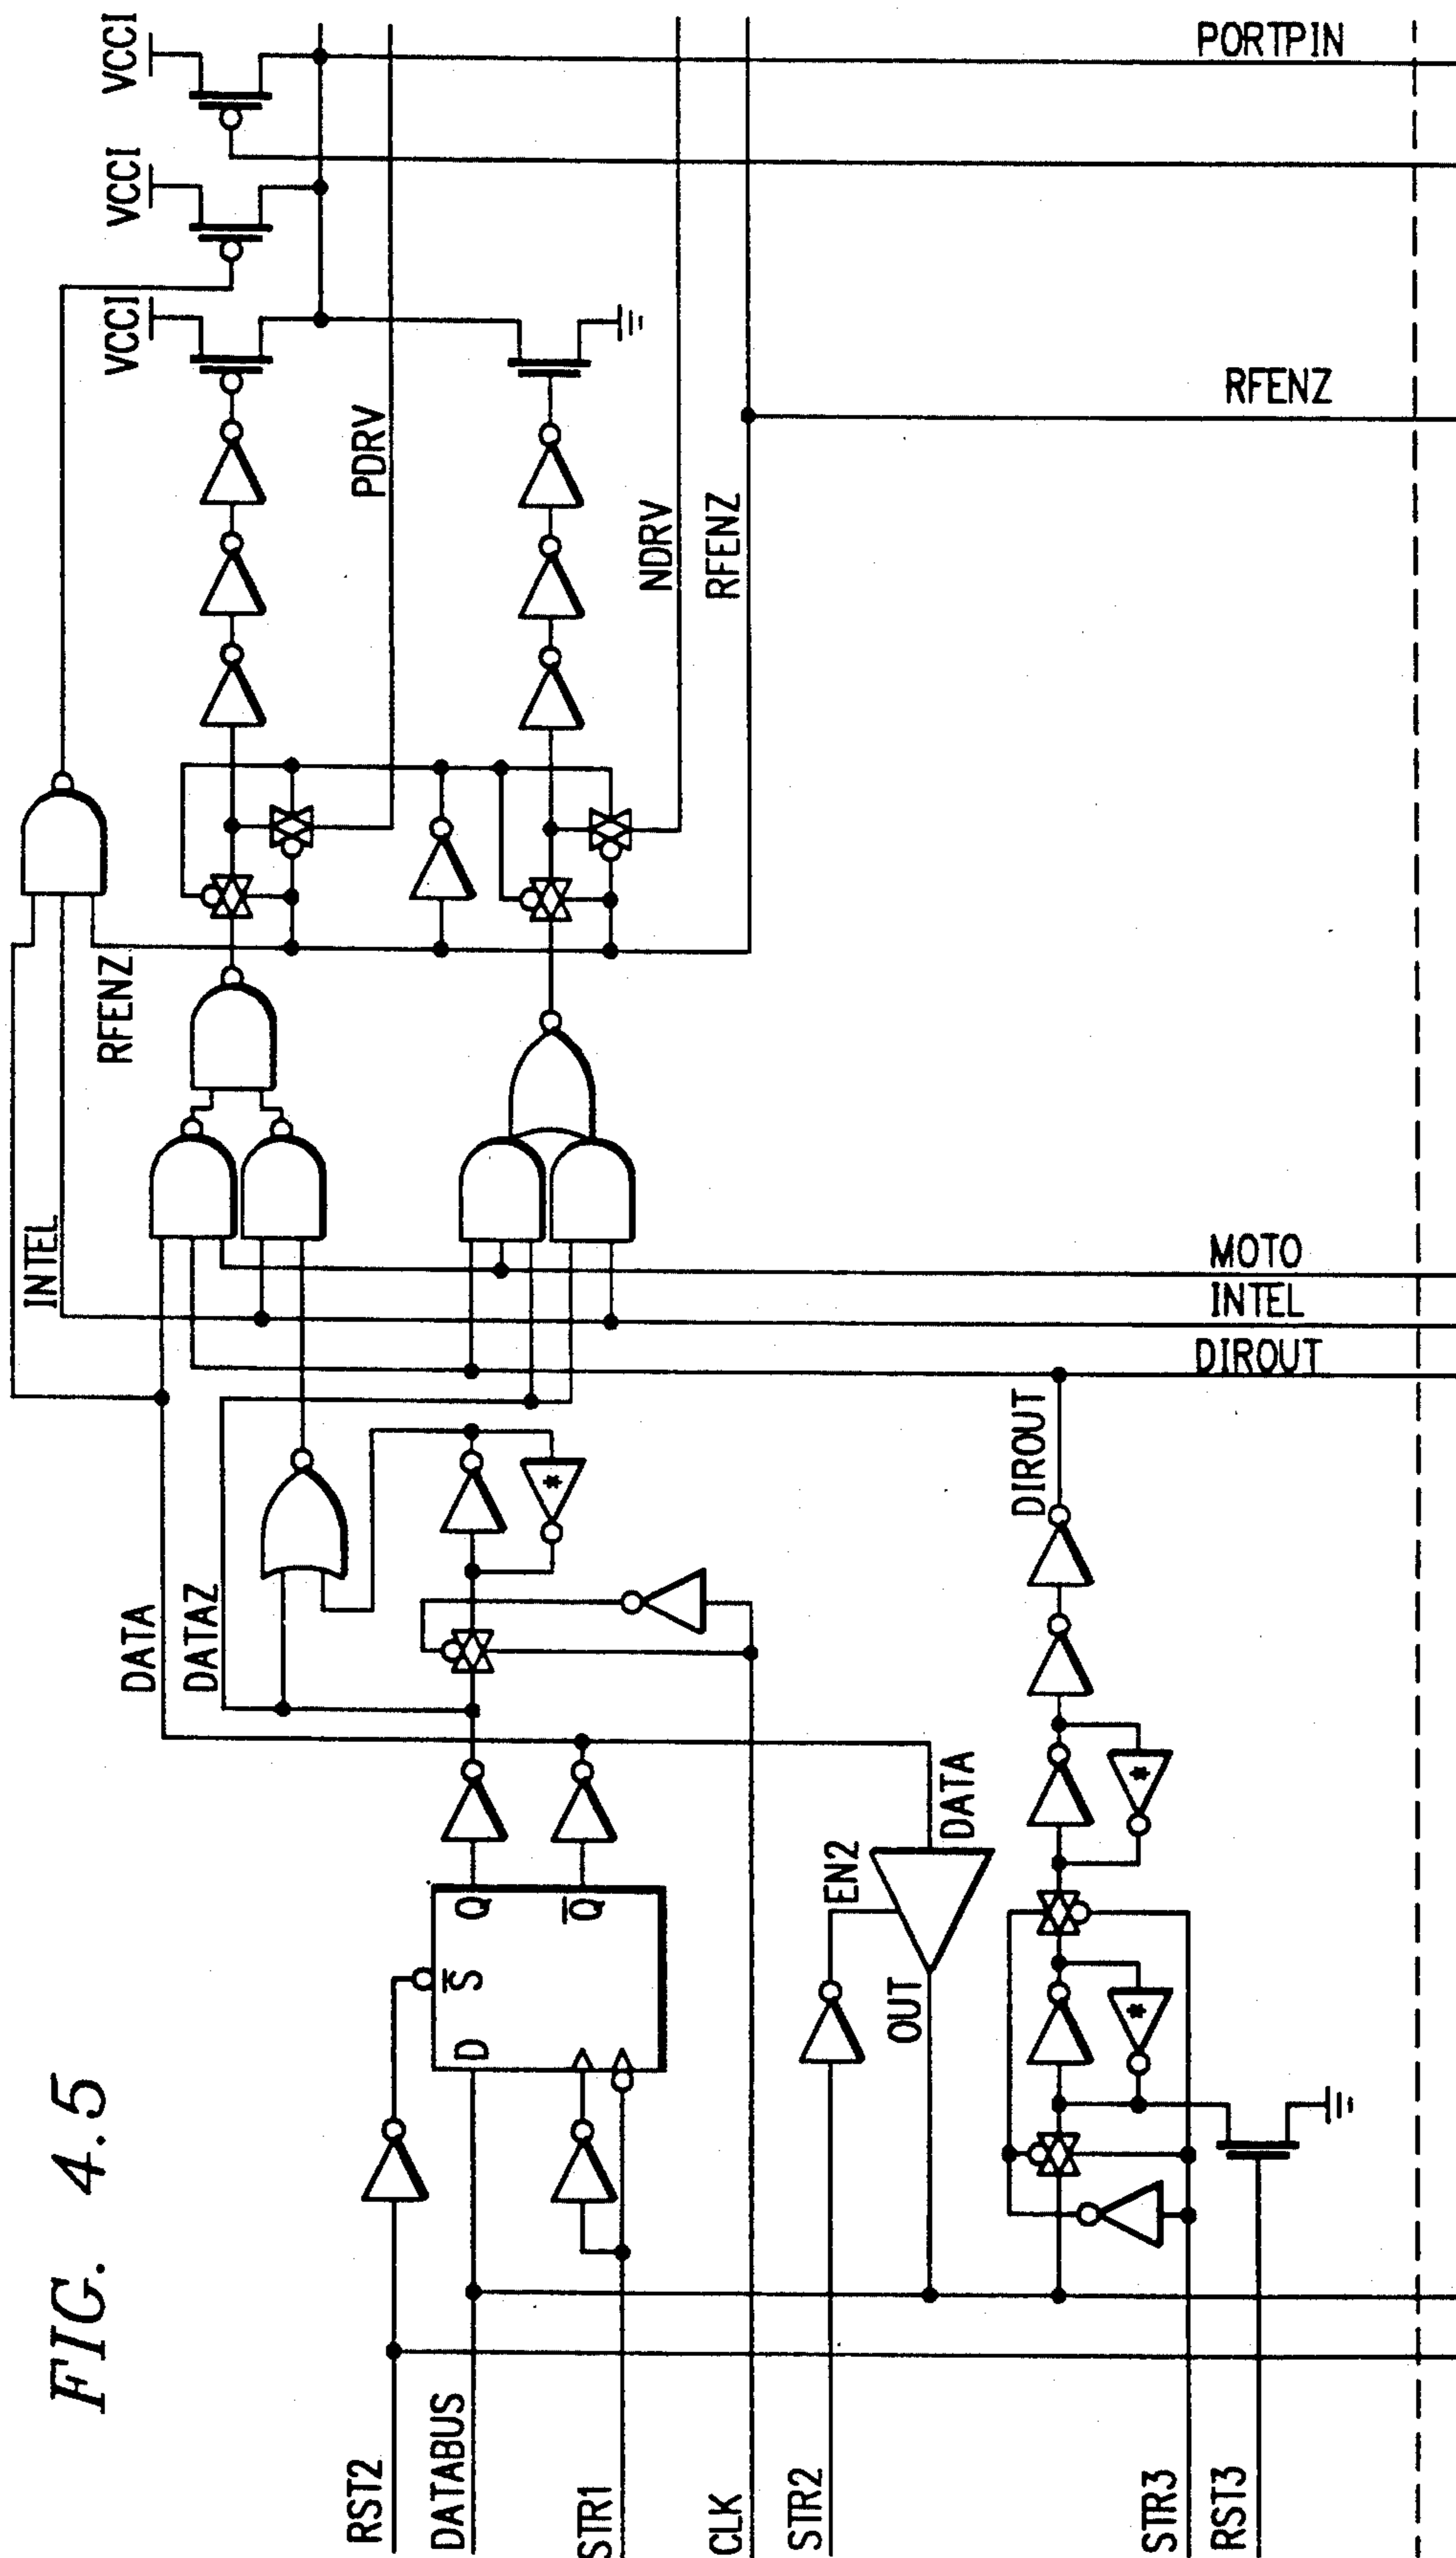 FIG. 4.5
VCCI
VCCI
VCCI
PORTPIN
PDRV
NDRV
RFENZ
RFENZ
RFENZ
INTEL
MOTO
INTEL
DIROUT
DIROUT
DATA
DATAZ
*
Q
Q̅
S̅
D
EN2
DATA
OUT
*
*
RST2
DATABUS
STR1
CLK
STR2
STR3
RST3